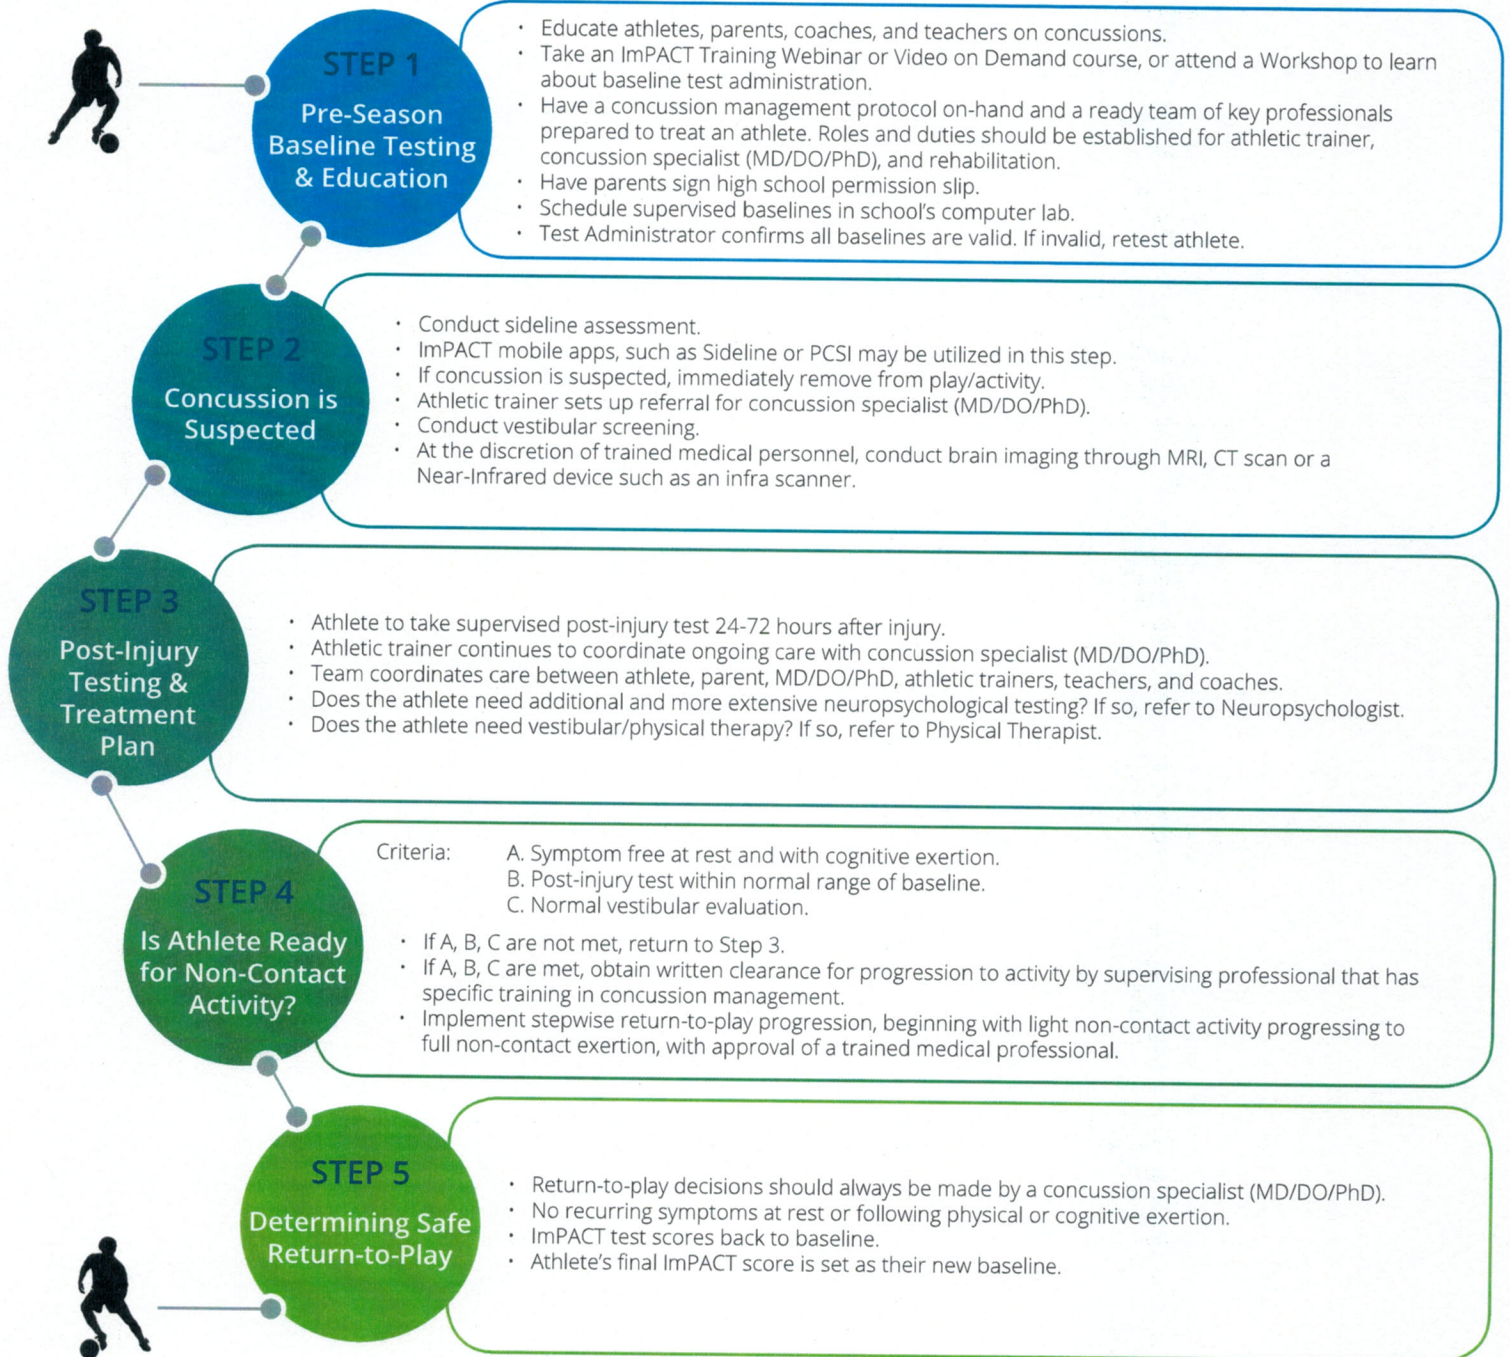 STEP 1
Pre-Season
Baseline Testing
& Education
· Educate athletes, parents, coaches, and teachers on concussions.
· Take an ImPACT Training Webinar or Video on Demand course, or attend a Workshop to learn
about baseline test administration.
· Have a concussion management protocol on-hand and a ready team of key professionals
prepared to treat an athlete. Roles and duties should be established for athletic trainer,
concussion specialist (MD/DO/PhD), and rehabilitation.
· Have parents sign high school permission slip.
· Schedule supervised baselines in school's computer lab.
· Test Administrator confirms all baselines are valid. If invalid, retest athlete.
STEP 2
Concussion is
Suspected
· Conduct sideline assessment.
· ImPACT mobile apps, such as Sideline or PCSI may be utilized in this step.
· If concussion is suspected, immediately remove from play/activity.
· Athletic trainer sets up referral for concussion specialist (MD/DO/PhD).
· Conduct vestibular screening.
· At the discretion of trained medical personnel, conduct brain imaging through MRI, CT scan or a
Near-Infrared device such as an infra scanner.
STEP 3
Post-Injury
Testing &
Treatment
Plan
· Athlete to take supervised post-injury test 24-72 hours after injury.
· Athletic trainer continues to coordinate ongoing care with concussion specialist (MD/DO/PhD).
· Team coordinates care between athlete, parent, MD/DO/PhD, athletic trainers, teachers, and coaches.
· Does the athlete need additional and more extensive neuropsychological testing? If so, refer to Neuropsychologist.
· Does the athlete need vestibular/physical therapy? If so, refer to Physical Therapist.
STEP 4
Is Athlete Ready
for Non-Contact
Activity?
Criteria: A. Symptom free at rest and with cognitive exertion.
B. Post-injury test within normal range of baseline.
C. Normal vestibular evaluation.
· If A, B, C are not met, return to Step 3.
· If A, B, C are met, obtain written clearance for progression to activity by supervising professional that has
specific training in concussion management.
· Implement stepwise return-to-play progression, beginning with light non-contact activity progressing to
full non-contact exertion, with approval of a trained medical professional.
STEP 5
Determining Safe
Return-to-Play
· Return-to-play decisions should always be made by a concussion specialist (MD/DO/PhD).
· No recurring symptoms at rest or following physical or cognitive exertion.
· ImPACT test scores back to baseline.
· Athlete's final ImPACT score is set as their new baseline.